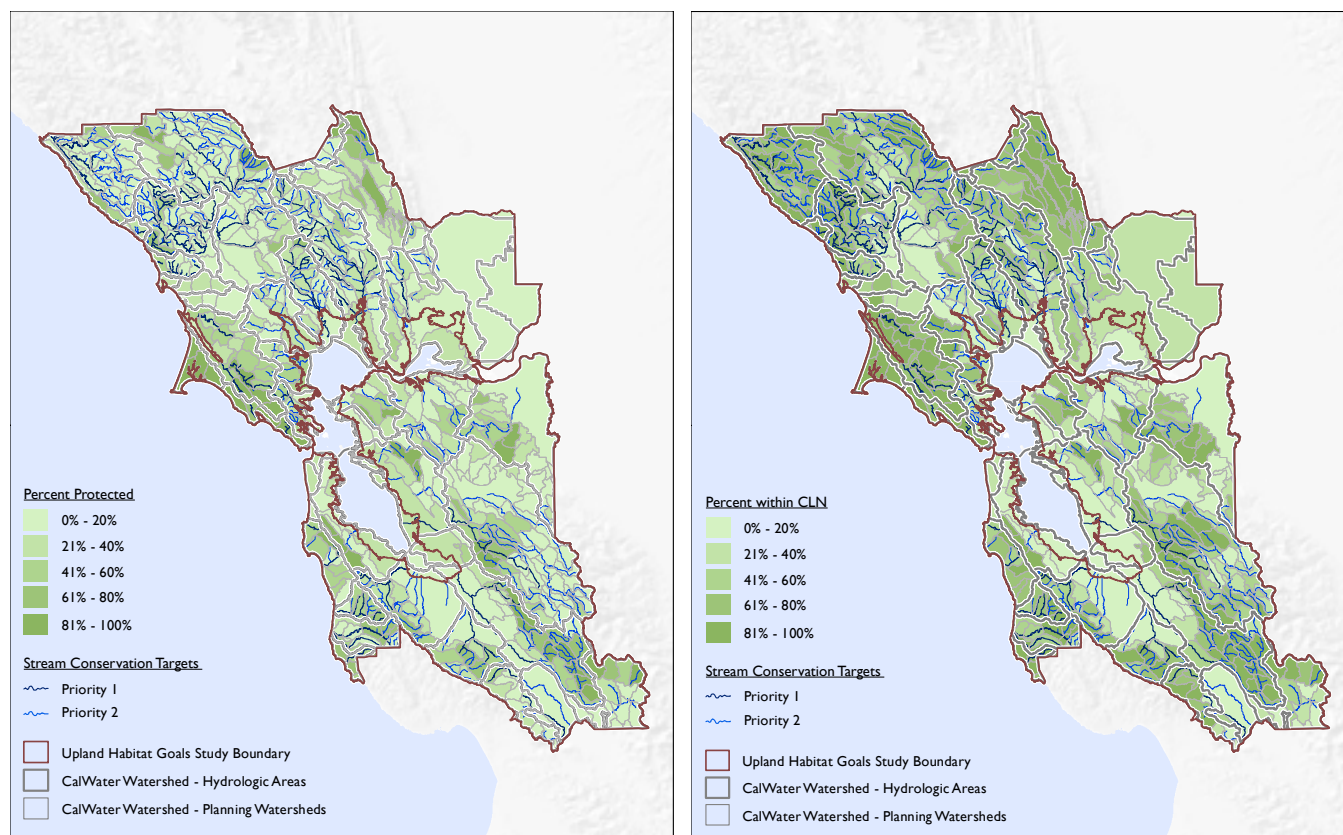 Percent Protected
0% - 20%
21% - 40%
41% - 60%
61% - 80%
81% - 100%
Stream Conservation Targets
Priority 1
Priority 2
Upland Habitat Goals Study Boundary
CalWater Watershed - Hydrologic Areas
CalWater Watershed - Planning Watersheds
Percent within CLN
0% - 20%
21% - 40%
41% - 60%
61% - 80%
81% - 100%
Stream Conservation Targets
Priority 1
Priority 2
Upland Habitat Goals Study Boundary
CalWater Watershed - Hydrologic Areas
CalWater Watershed - Planning Watersheds